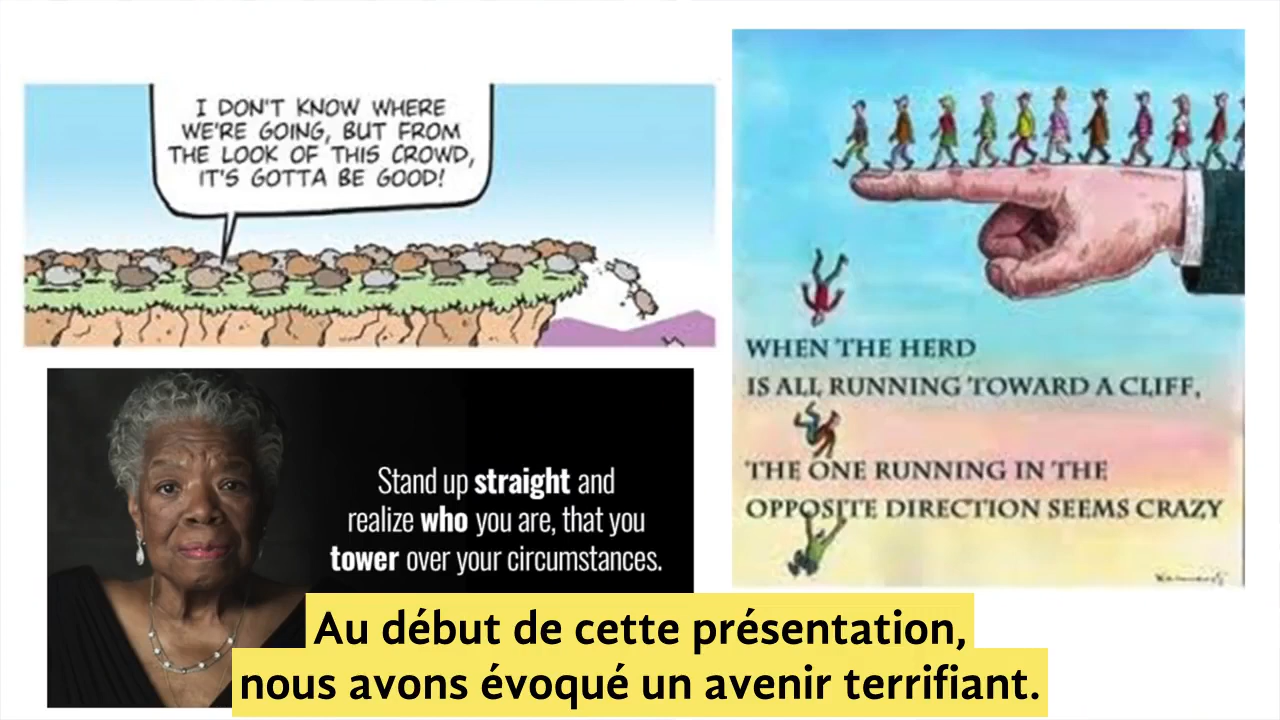 I DON'T KNOW WHERE
WE'RE GOING, BUT FROM
THE LOOK OF THIS CROWD,
IT'S GOTTA BE GOOD!
WHEN THE HERD
IS ALL RUNNING TOWARD A CLIFF,
THE ONE RUNNING IN THE
OPPOSITE DIRECTION SEEMS CRAZY
Stand up straight and
realize who you are, that you
tower over your circumstances.
Au début de cette présentation,
nous avons évoqué un avenir terrifiant.